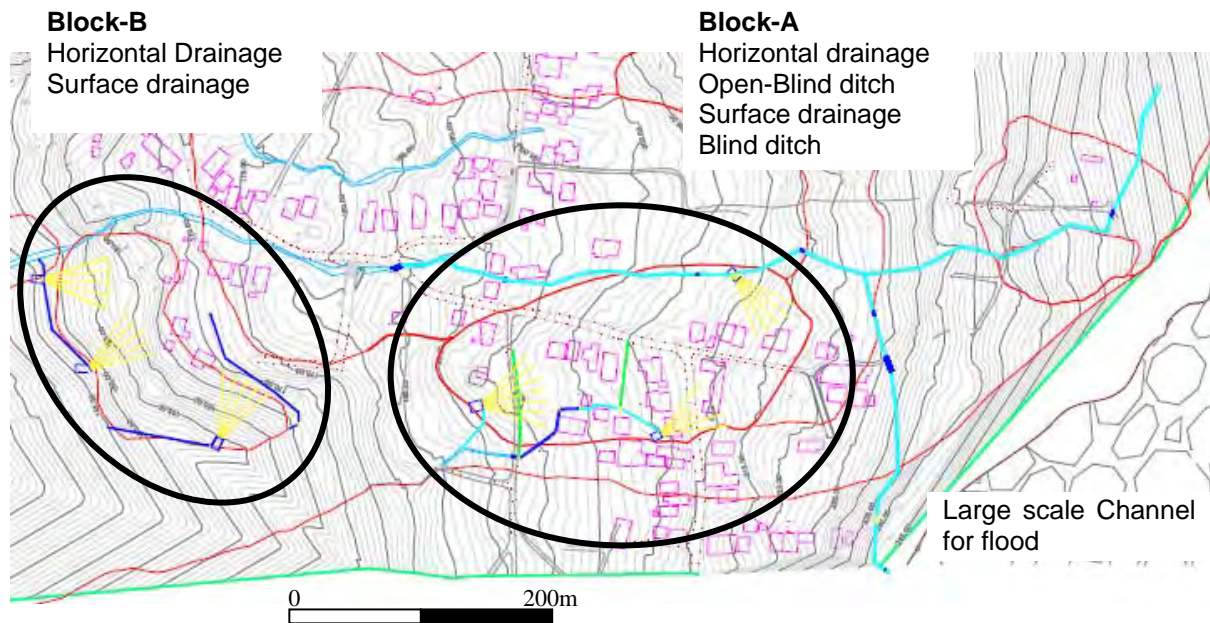 Block-B
Horizontal Drainage
Surface drainage
Block-A
Horizontal drainage
Open-Blind ditch
Surface drainage
Blind ditch
Large scale Channel
for flood
0 200m